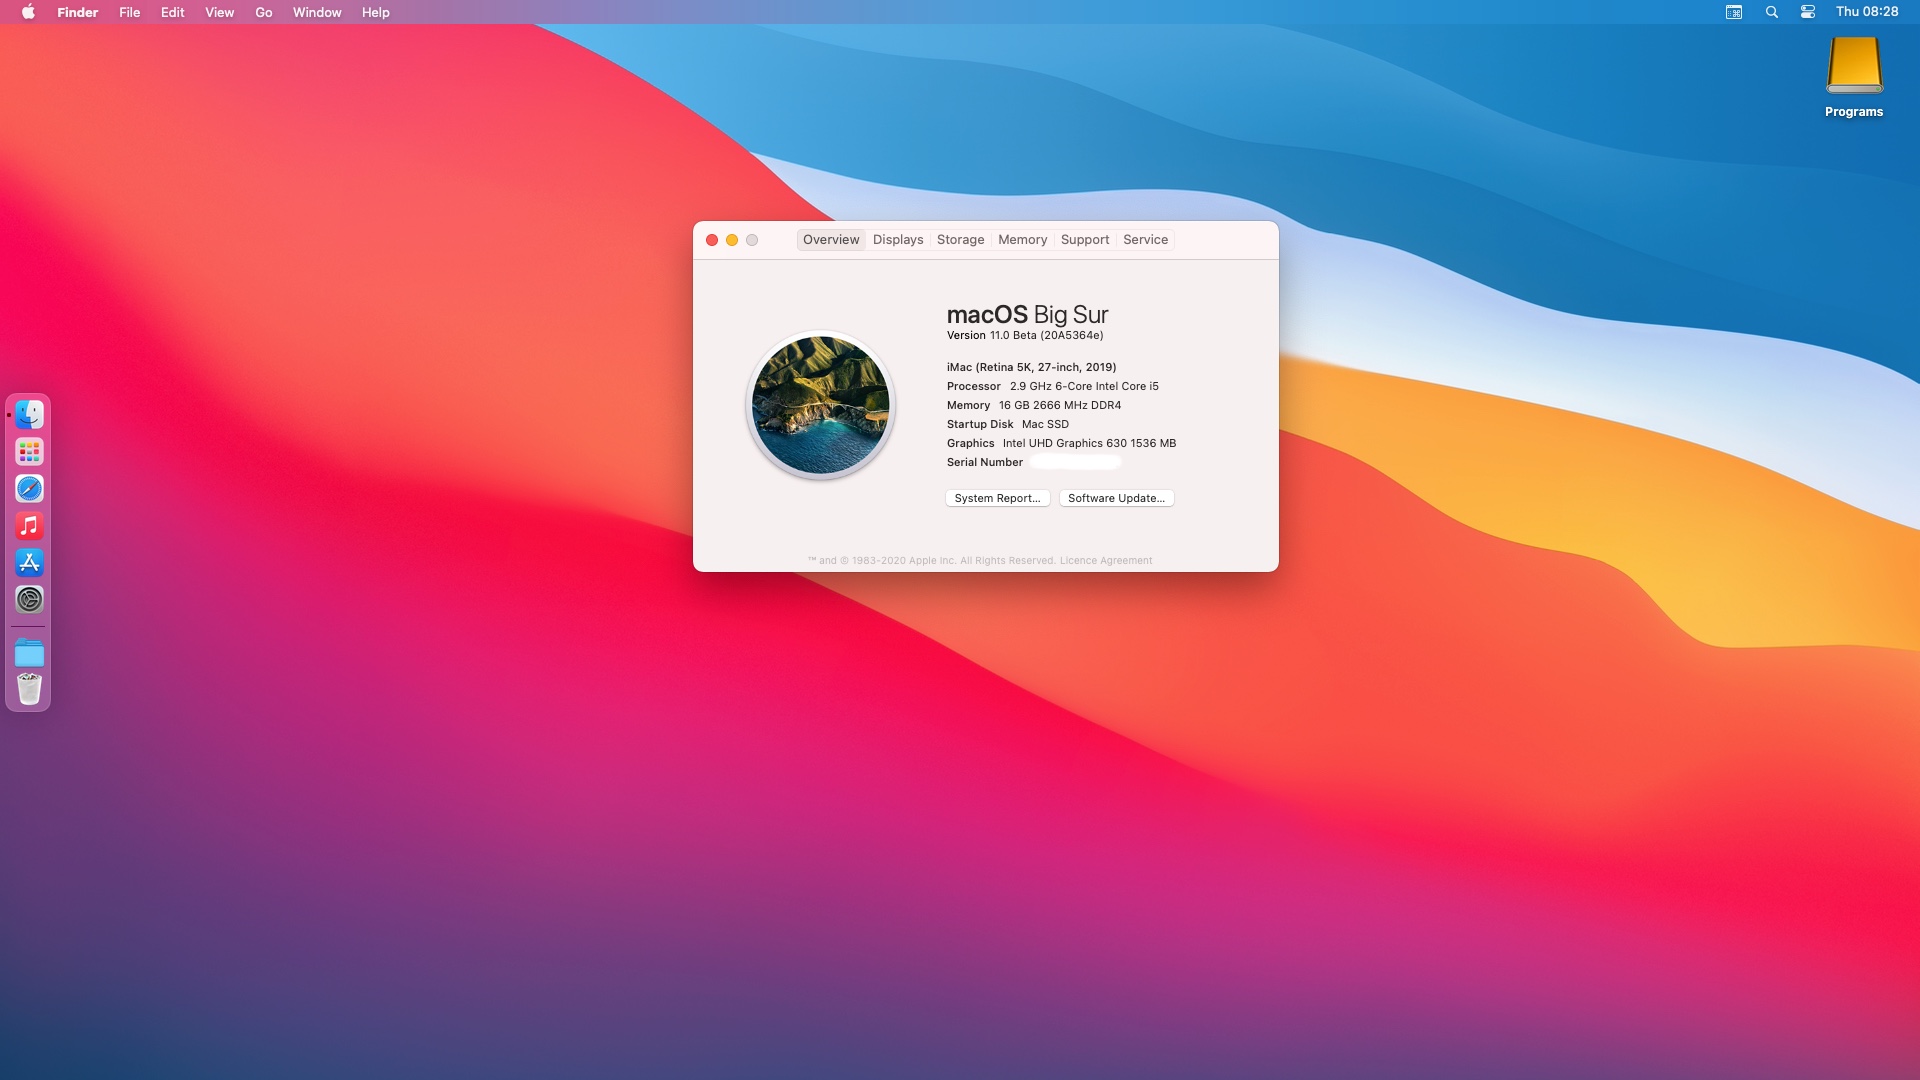 Finder File Edit View Go Window Help Thu 08:28
Programs
Overview Displays Storage Memory Support Service
macOS Big Sur
Version 11.0 Beta (20A5364e)
iMac (Retina 5K, 27-inch, 2019)
Processor 2.9 GHz 6-Core Intel Core i5
Memory 16 GB 2666 MHz DDR4
Startup Disk Mac SSD
Graphics Intel UHD Graphics 630 1536 MB
Serial Number
System Report... Software Update...
™ and © 1983-2020 Apple Inc. All Rights Reserved. Licence Agreement